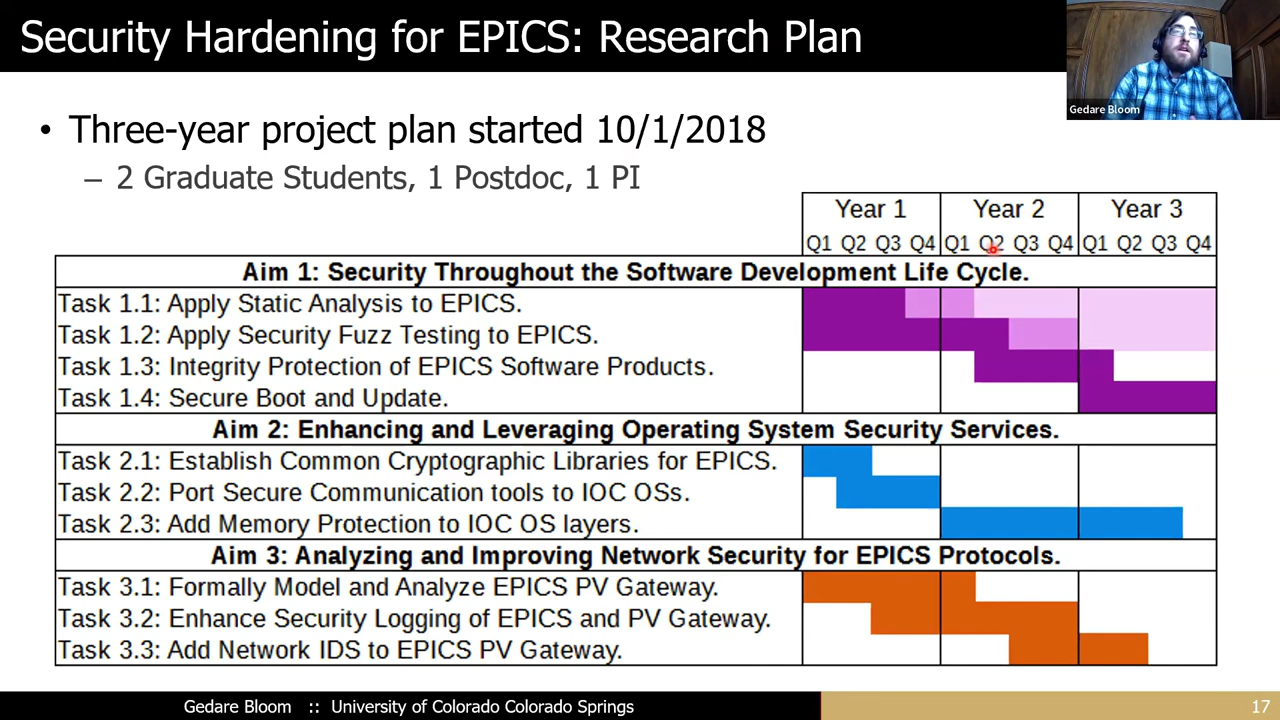 Security Hardening for EPICS: Research Plan
Gedare Bloom
• Three-year project plan started 10/1/2018
– 2 Graduate Students, 1 Postdoc, 1 PI
Year 1 Year 2 Year 3
Q1 Q2 Q3 Q4 Q1 Q2 Q3 Q4 Q1 Q2 Q3 Q4
Aim 1: Security Throughout the Software Development Life Cycle.
Task 1.1: Apply Static Analysis to EPICS.
Task 1.2: Apply Security Fuzz Testing to EPICS.
Task 1.3: Integrity Protection of EPICS Software Products.
Task 1.4: Secure Boot and Update.
Aim 2: Enhancing and Leveraging Operating System Security Services.
Task 2.1: Establish Common Cryptographic Libraries for EPICS.
Task 2.2: Port Secure Communication tools to IOC OSs.
Task 2.3: Add Memory Protection to IOC OS layers.
Aim 3: Analyzing and Improving Network Security for EPICS Protocols.
Task 3.1: Formally Model and Analyze EPICS PV Gateway.
Task 3.2: Enhance Security Logging of EPICS and PV Gateway.
Task 3.3: Add Network IDS to EPICS PV Gateway.
Gedare Bloom :: University of Colorado Colorado Springs
17